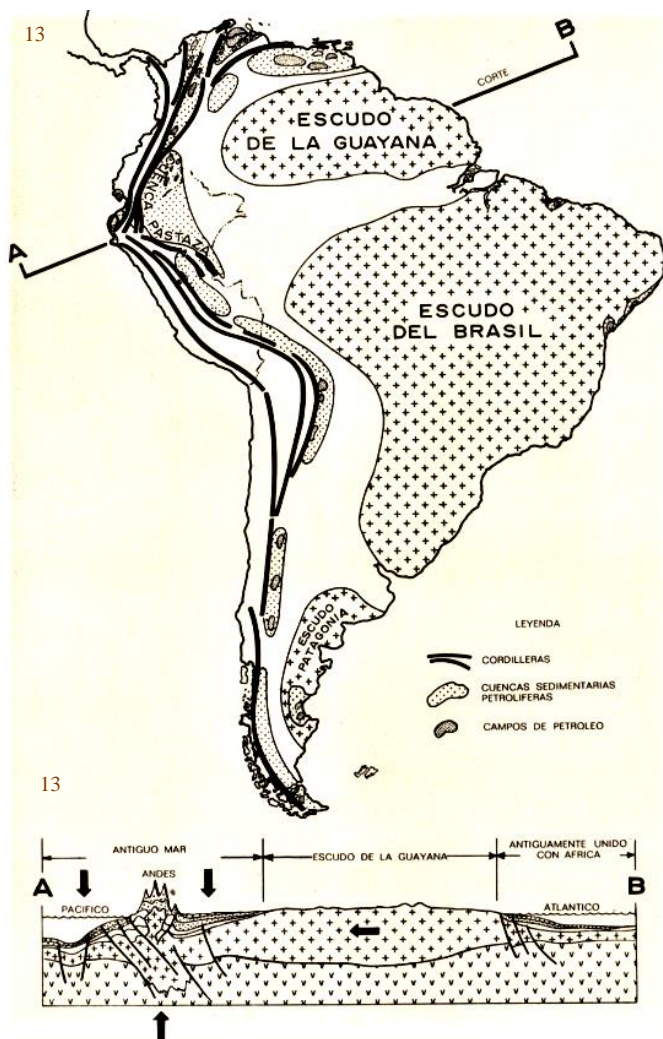 13
B
CORTE
ESCUDO
DE LA GUAYANA
CUENCA PASTAZA
A
ESCUDO
DEL BRASIL
ESCUDO
PATAGONIA
LEYENDA
CORDILLERAS
CUENCAS SEDIMENTARIAS
PETROLIFERAS
CAMPOS DE PETROLEO
13
ANTIGUO MAR
ESCUDO DE LA GUAYANA
ANTIGUAMENTE UNIDO
CON AFRICA
A
ANDES
B
PACIFICO
ATLANTICO